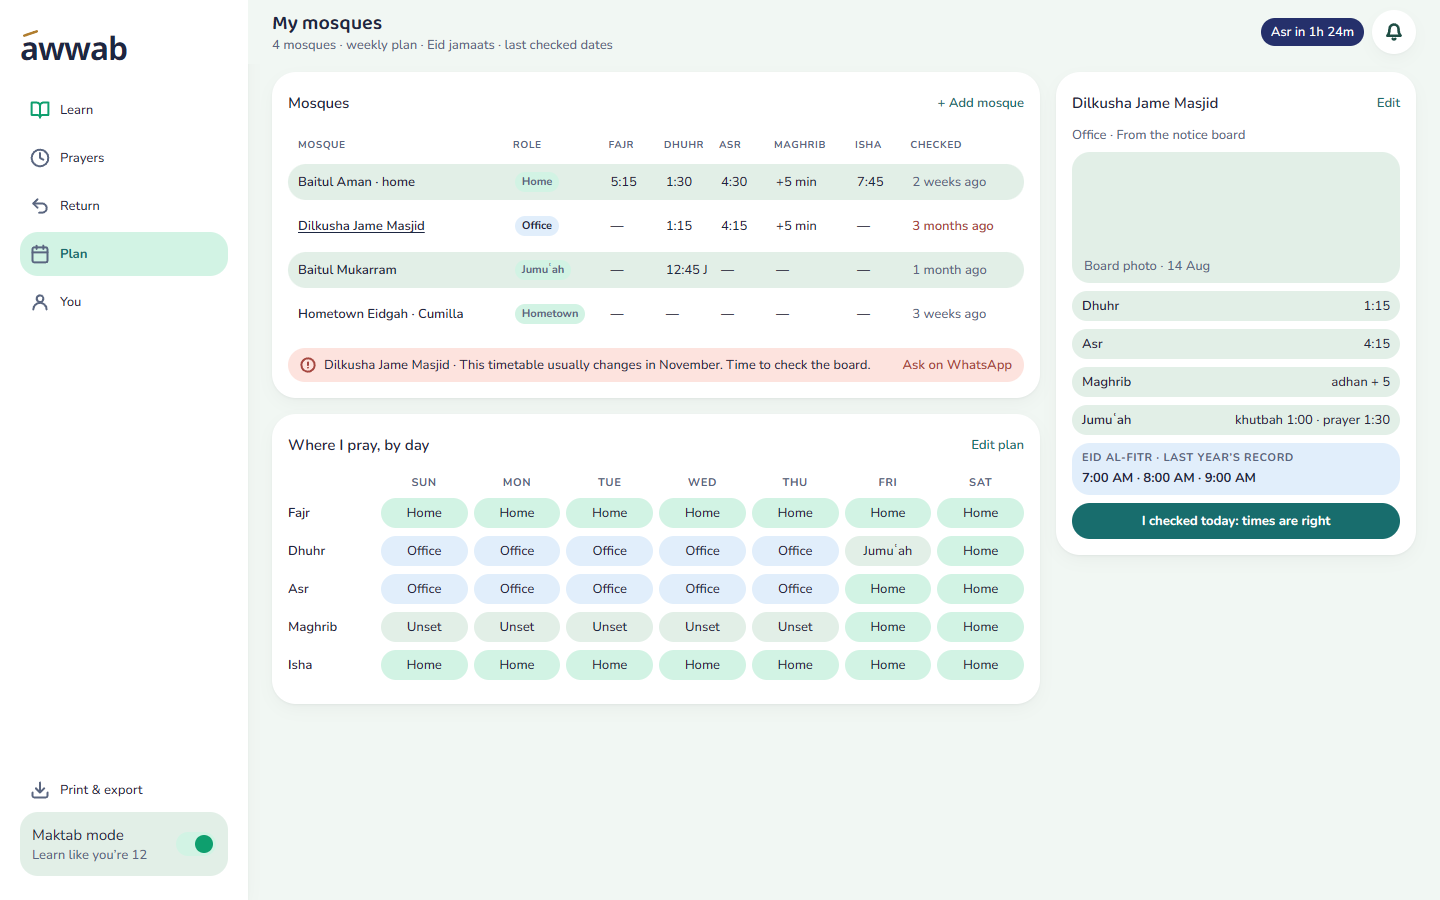 awwab
Learn
Prayers
Return
Plan
You
Print & export
Maktab mode
Learn like you're 12
My mosques
4 mosques · weekly plan · Eid jamaats · last checked dates
Asr in 1h 24m
Mosques
+ Add mosque
MOSQUE ROLE FAJR DHUHR ASR MAGHRIB ISHA CHECKED
Baitul Aman · home Home 5:15 1:30 4:30 +5 min 7:45 2 weeks ago
Dilkusha Jame Masjid Office — 1:15 4:15 +5 min — 3 months ago
Baitul Mukarram Jumuʿah — 12:45 J — — — 1 month ago
Hometown Eidgah · Cumilla Hometown — — — — — 3 weeks ago
Dilkusha Jame Masjid · This timetable usually changes in November. Time to check the board. Ask on WhatsApp
Where I pray, by day
Edit plan
SUN MON TUE WED THU FRI SAT
Fajr Home Home Home Home Home Home Home
Dhuhr Office Office Office Office Office Jumuʿah Home
Asr Office Office Office Office Office Home Home
Maghrib Unset Unset Unset Unset Unset Home Home
Isha Home Home Home Home Home Home Home
Dilkusha Jame Masjid
Edit
Office · From the notice board
Board photo · 14 Aug
Dhuhr 1:15
Asr 4:15
Maghrib adhan + 5
Jumuʿah khutbah 1:00 · prayer 1:30
EID AL-FITR · LAST YEAR'S RECORD
7:00 AM · 8:00 AM · 9:00 AM
I checked today: times are right